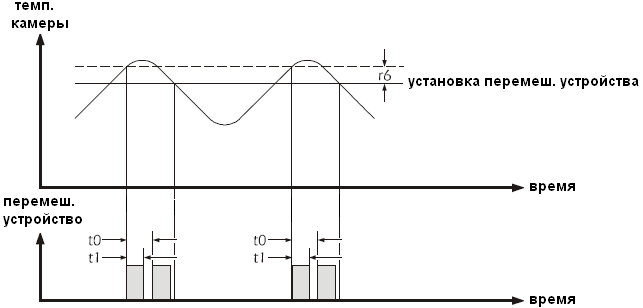 темп.
камеры
r6
установка перемеш. устройства
время
перемеш.
устройство
t0
t1
t0
t1
время